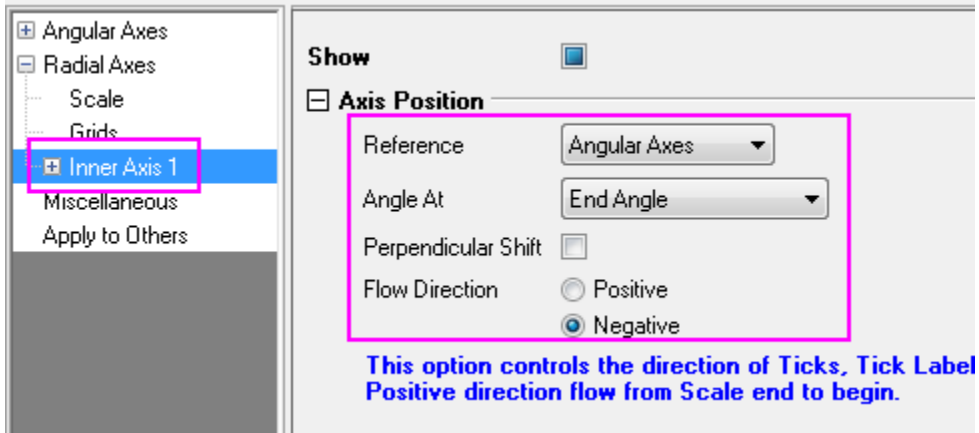 Angular Axes
Radial Axes
Scale
Grids
Inner Axis 1
Miscellaneous
Apply to Others
Show
Axis Position
Reference Angular Axes
Angle At End Angle
Perpendicular Shift
Flow Direction Positive
Negative
This option controls the direction of Ticks, Tick Label
Positive direction flow from Scale end to begin.